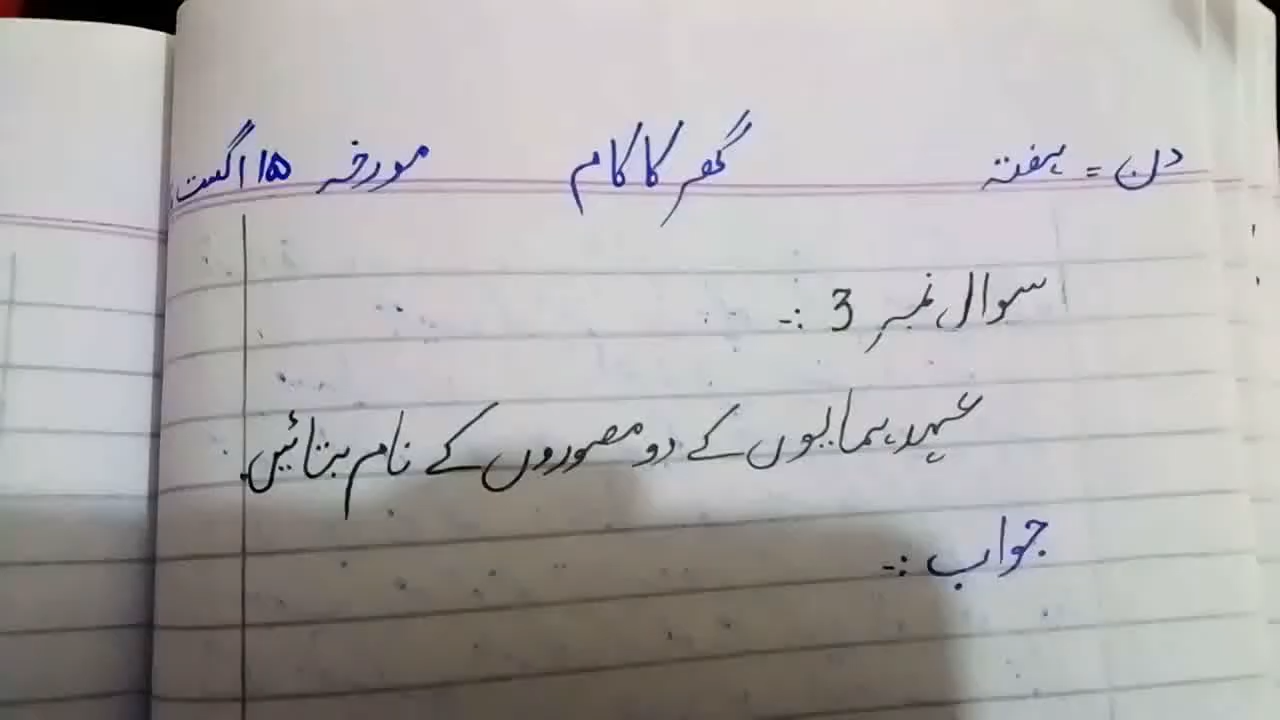 دن = ہفتہ گھر کا کام مورخہ ۱۵ اگست
سوال نمبر 3 :-
عہد ہمایوں کے دو مصوروں کے نام بتائیں.
جواب :-